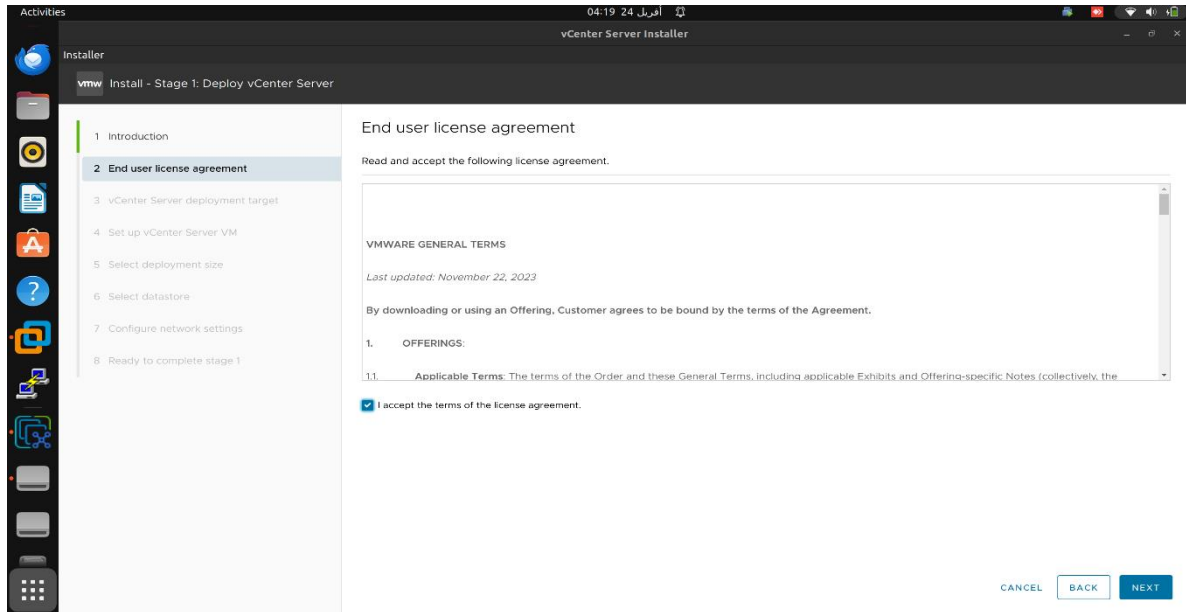 Activities
04:19 24 أفريل
vCenter Server Installer
Installer
vmw Install - Stage 1: Deploy vCenter Server
1 Introduction
2 End user license agreement
3 vCenter Server deployment target
4 Set up vCenter Server VM
5 Select deployment size
6 Select datastore
7 Configure network settings
8 Ready to complete stage 1
End user license agreement
Read and accept the following license agreement.
VMWARE GENERAL TERMS
Last updated: November 22, 2023
By downloading or using an Offering, Customer agrees to be bound by the terms of the Agreement.
1. OFFERINGS:
1.1. Applicable Terms: The terms of the Order and these General Terms, including applicable Exhibits and Offering-specific Notes (collectively, the
I accept the terms of the license agreement.
CANCEL BACK NEXT